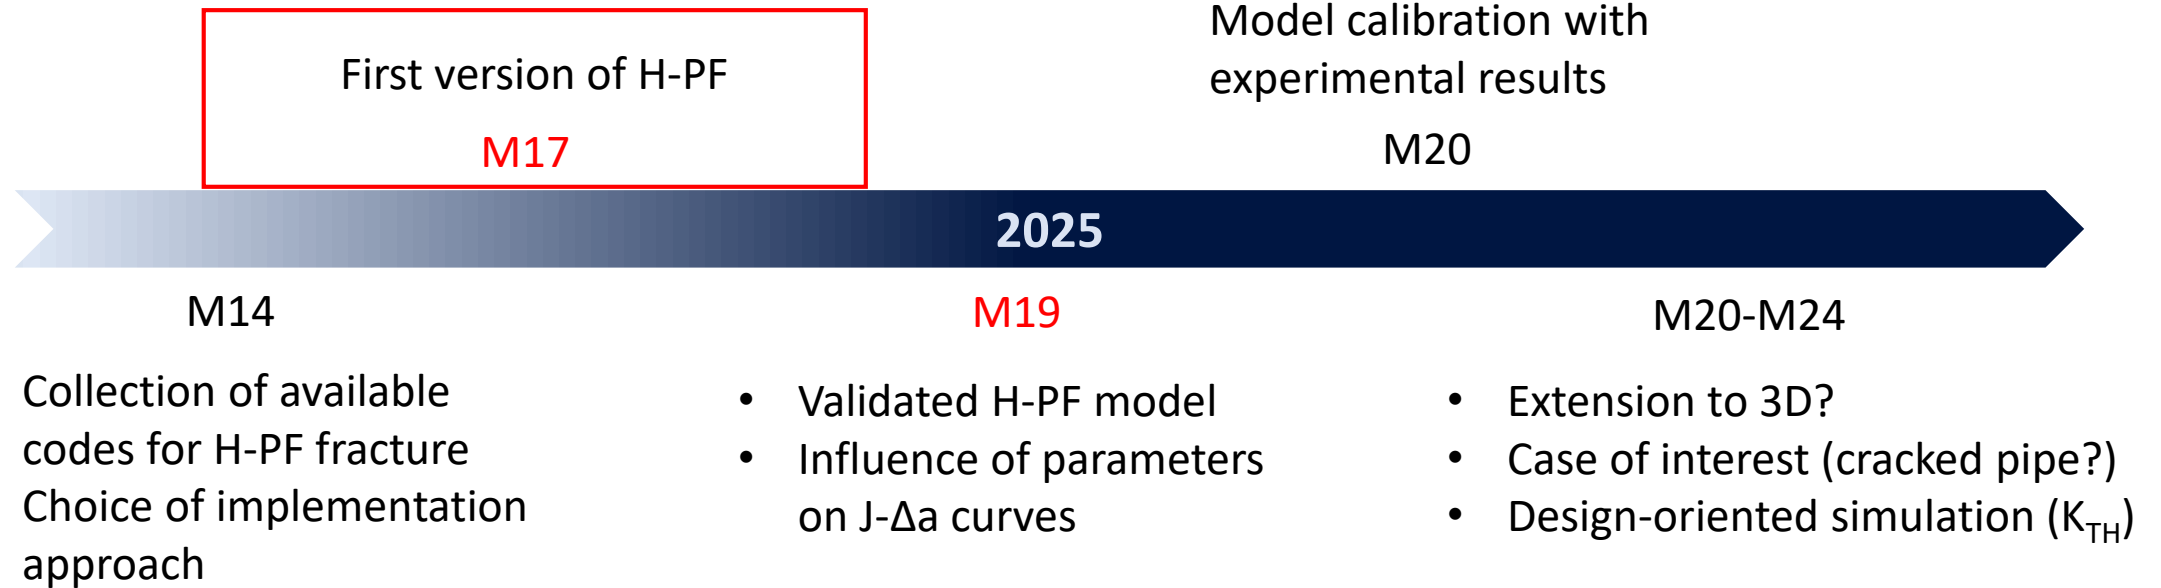 First version of H-PF
M17
Model calibration with
experimental results
M20
2025
M14
Collection of available
codes for H-PF fracture
Choice of implementation
approach
M19
• Validated H-PF model
• Influence of parameters
on J-Δa curves
M20-M24
• Extension to 3D?
• Case of interest (cracked pipe?)
• Design-oriented simulation (KTH)